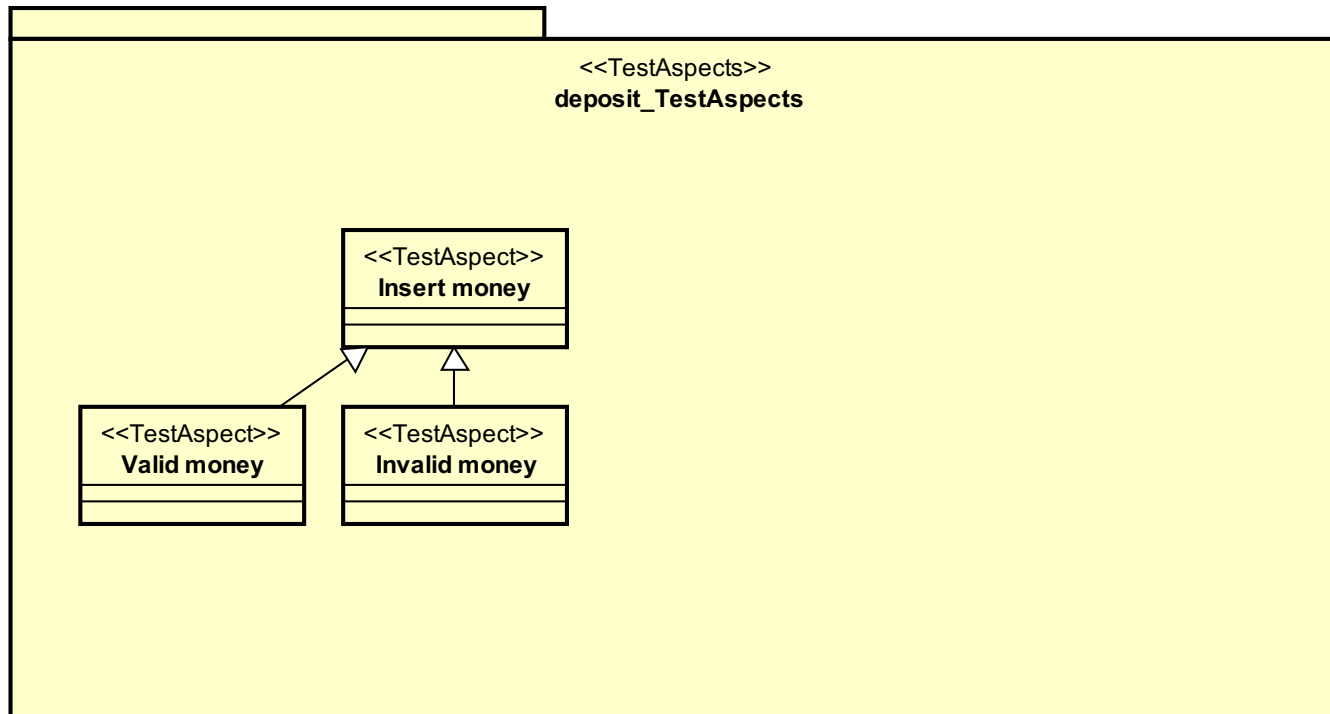 <<TestAspects>>
deposit_TestAspects
<<TestAspect>>
Insert money
<<TestAspect>>
Valid money
<<TestAspect>>
Invalid money